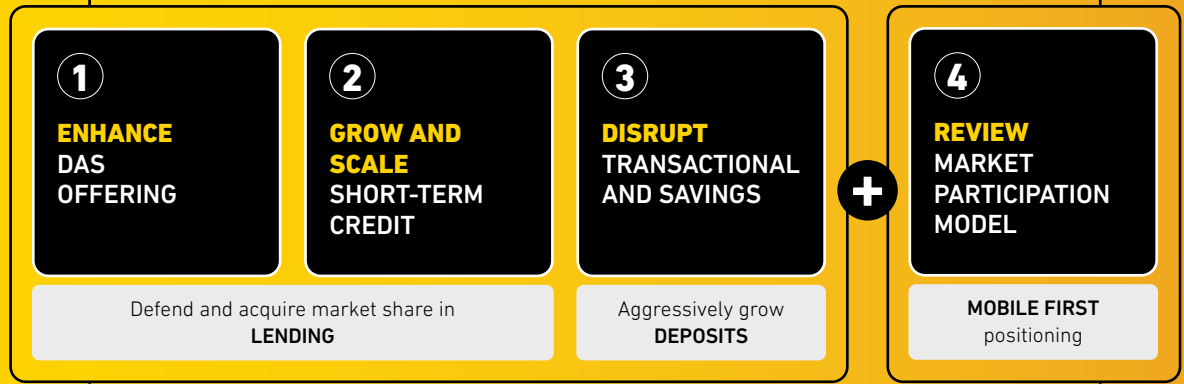 1
ENHANCE
DAS
OFFERING
2
GROW AND
SCALE
SHORT-TERM
CREDIT
Defend and acquire market share in
LENDING
3
DISRUPT
TRANSACTIONAL
AND SAVINGS
Aggressively grow
DEPOSITS
+
4
REVIEW
MARKET
PARTICIPATION
MODEL
MOBILE FIRST
positioning